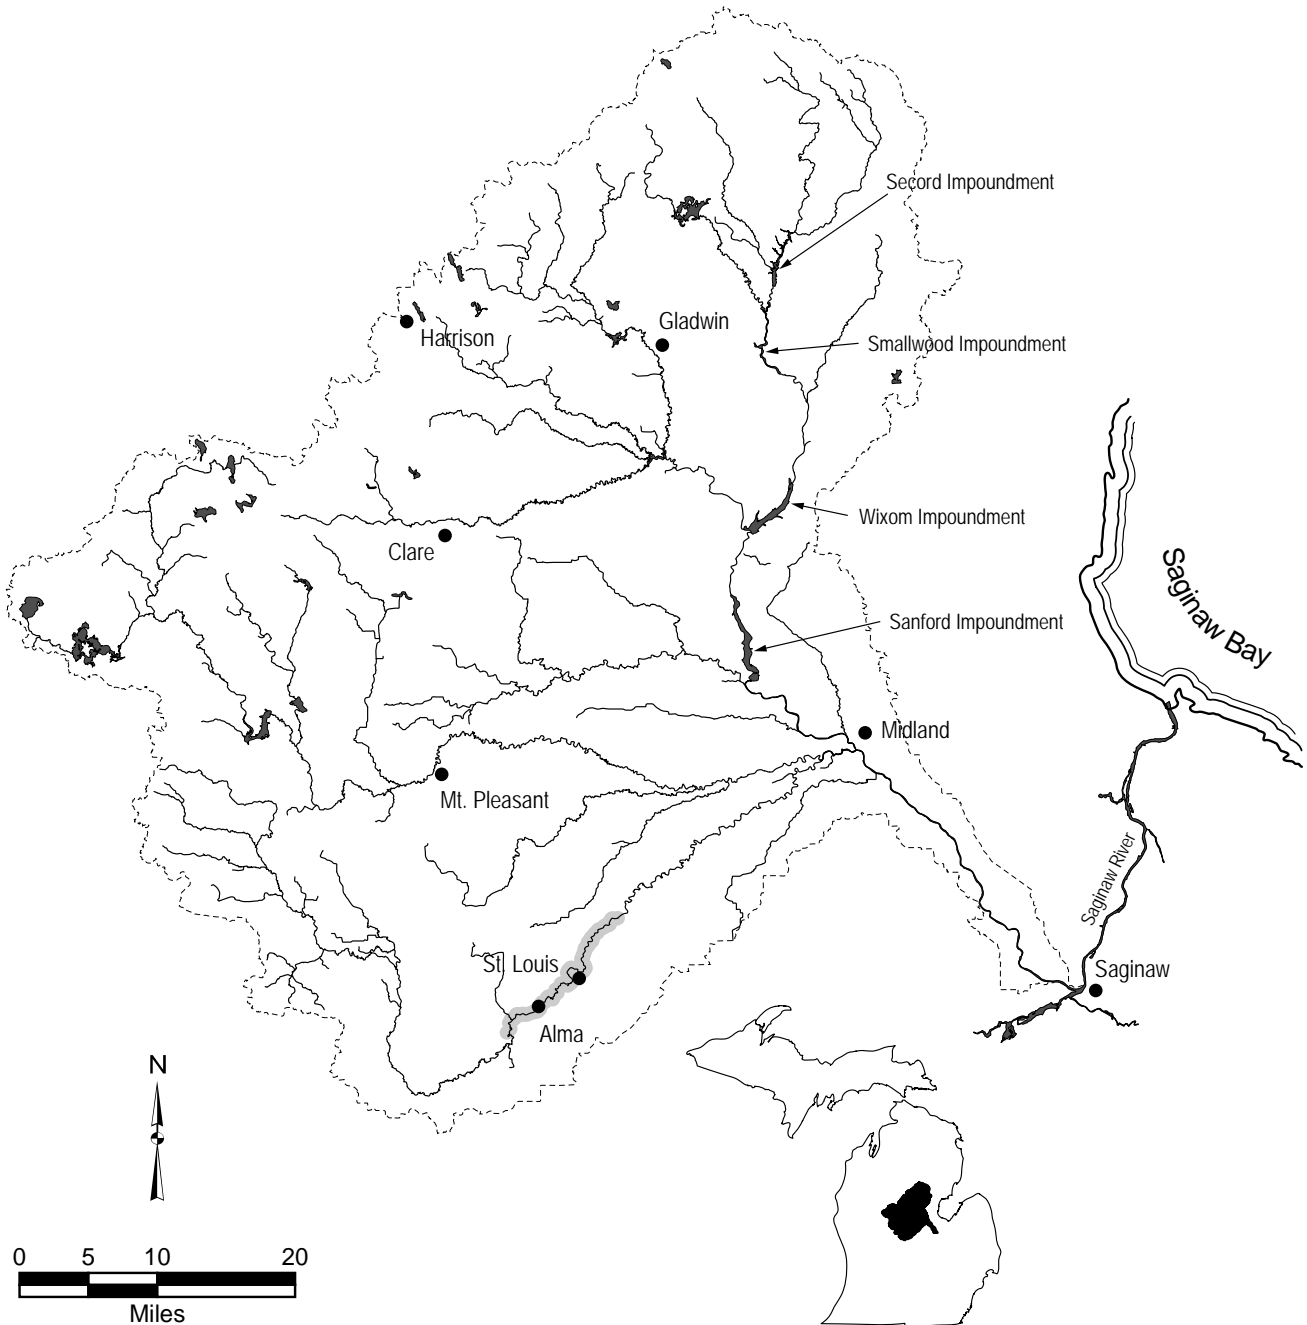 Secord Impoundment
Gladwin
Harrison
Smallwood Impoundment
Wixom Impoundment
Clare
Saginaw Bay
Sanford Impoundment
Midland
Mt. Pleasant
Saginaw River
St. Louis
Saginaw
Alma
N
0 5 10 20
Miles